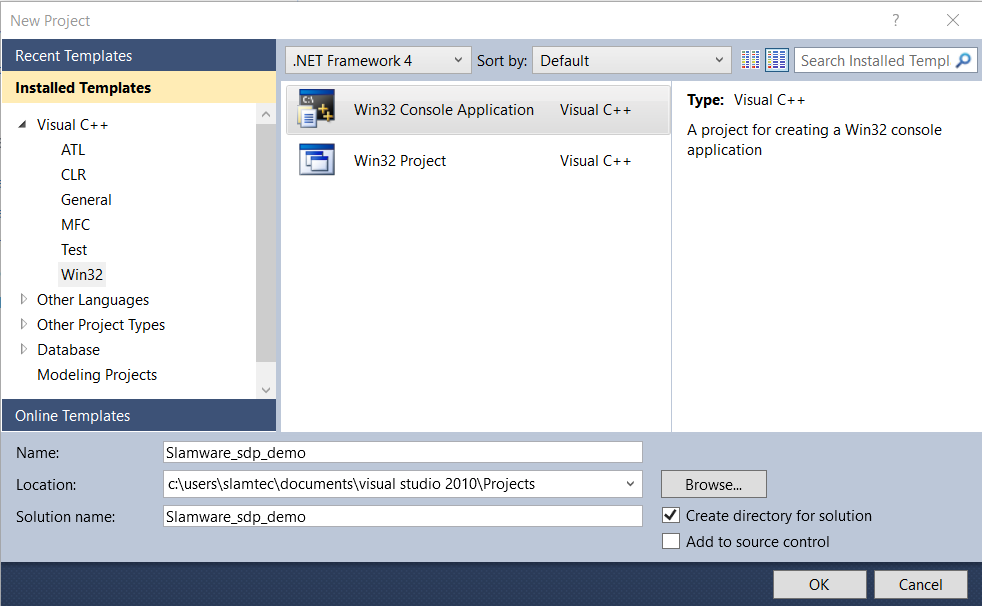 New Project
Recent Templates
Installed Templates
Visual C++
ATL
CLR
General
MFC
Test
Win32
Other Languages
Other Project Types
Database
Modeling Projects
Online Templates
.NET Framework 4 Sort by: Default Search Installed Templ
Win32 Console Application Visual C++
Win32 Project Visual C++
Type: Visual C++
A project for creating a Win32 console
application
Name: Slamware_sdp_demo
Location: c:\users\slamtec\documents\visual studio 2010\Projects Browse...
Solution name: Slamware_sdp_demo
Create directory for solution
Add to source control
OK Cancel